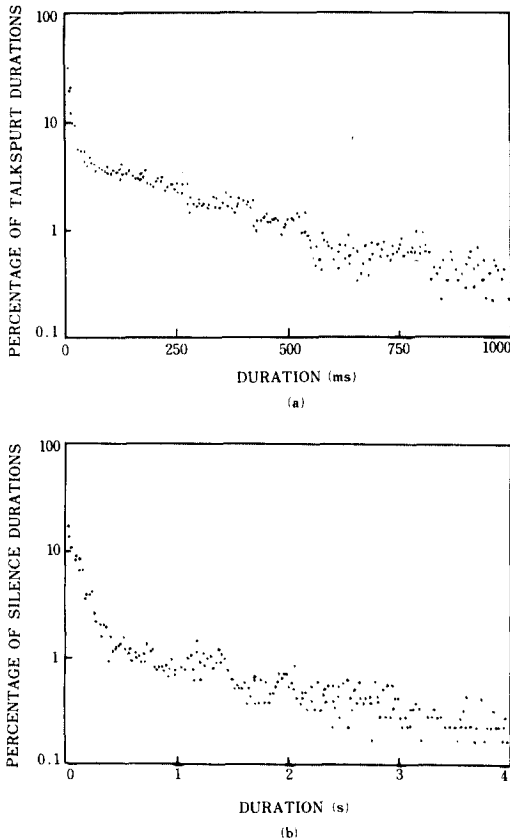 PERCENTAGE OF TALKSPURT DURATIONS
100
10
1
0.1
0 250 500 750 1000
DURATION (ms)
(a)
PERCENTAGE OF SILENCE DURATIONS
100
10
1
0.1
0 1 2 3 4
DURATION (s)
(b)